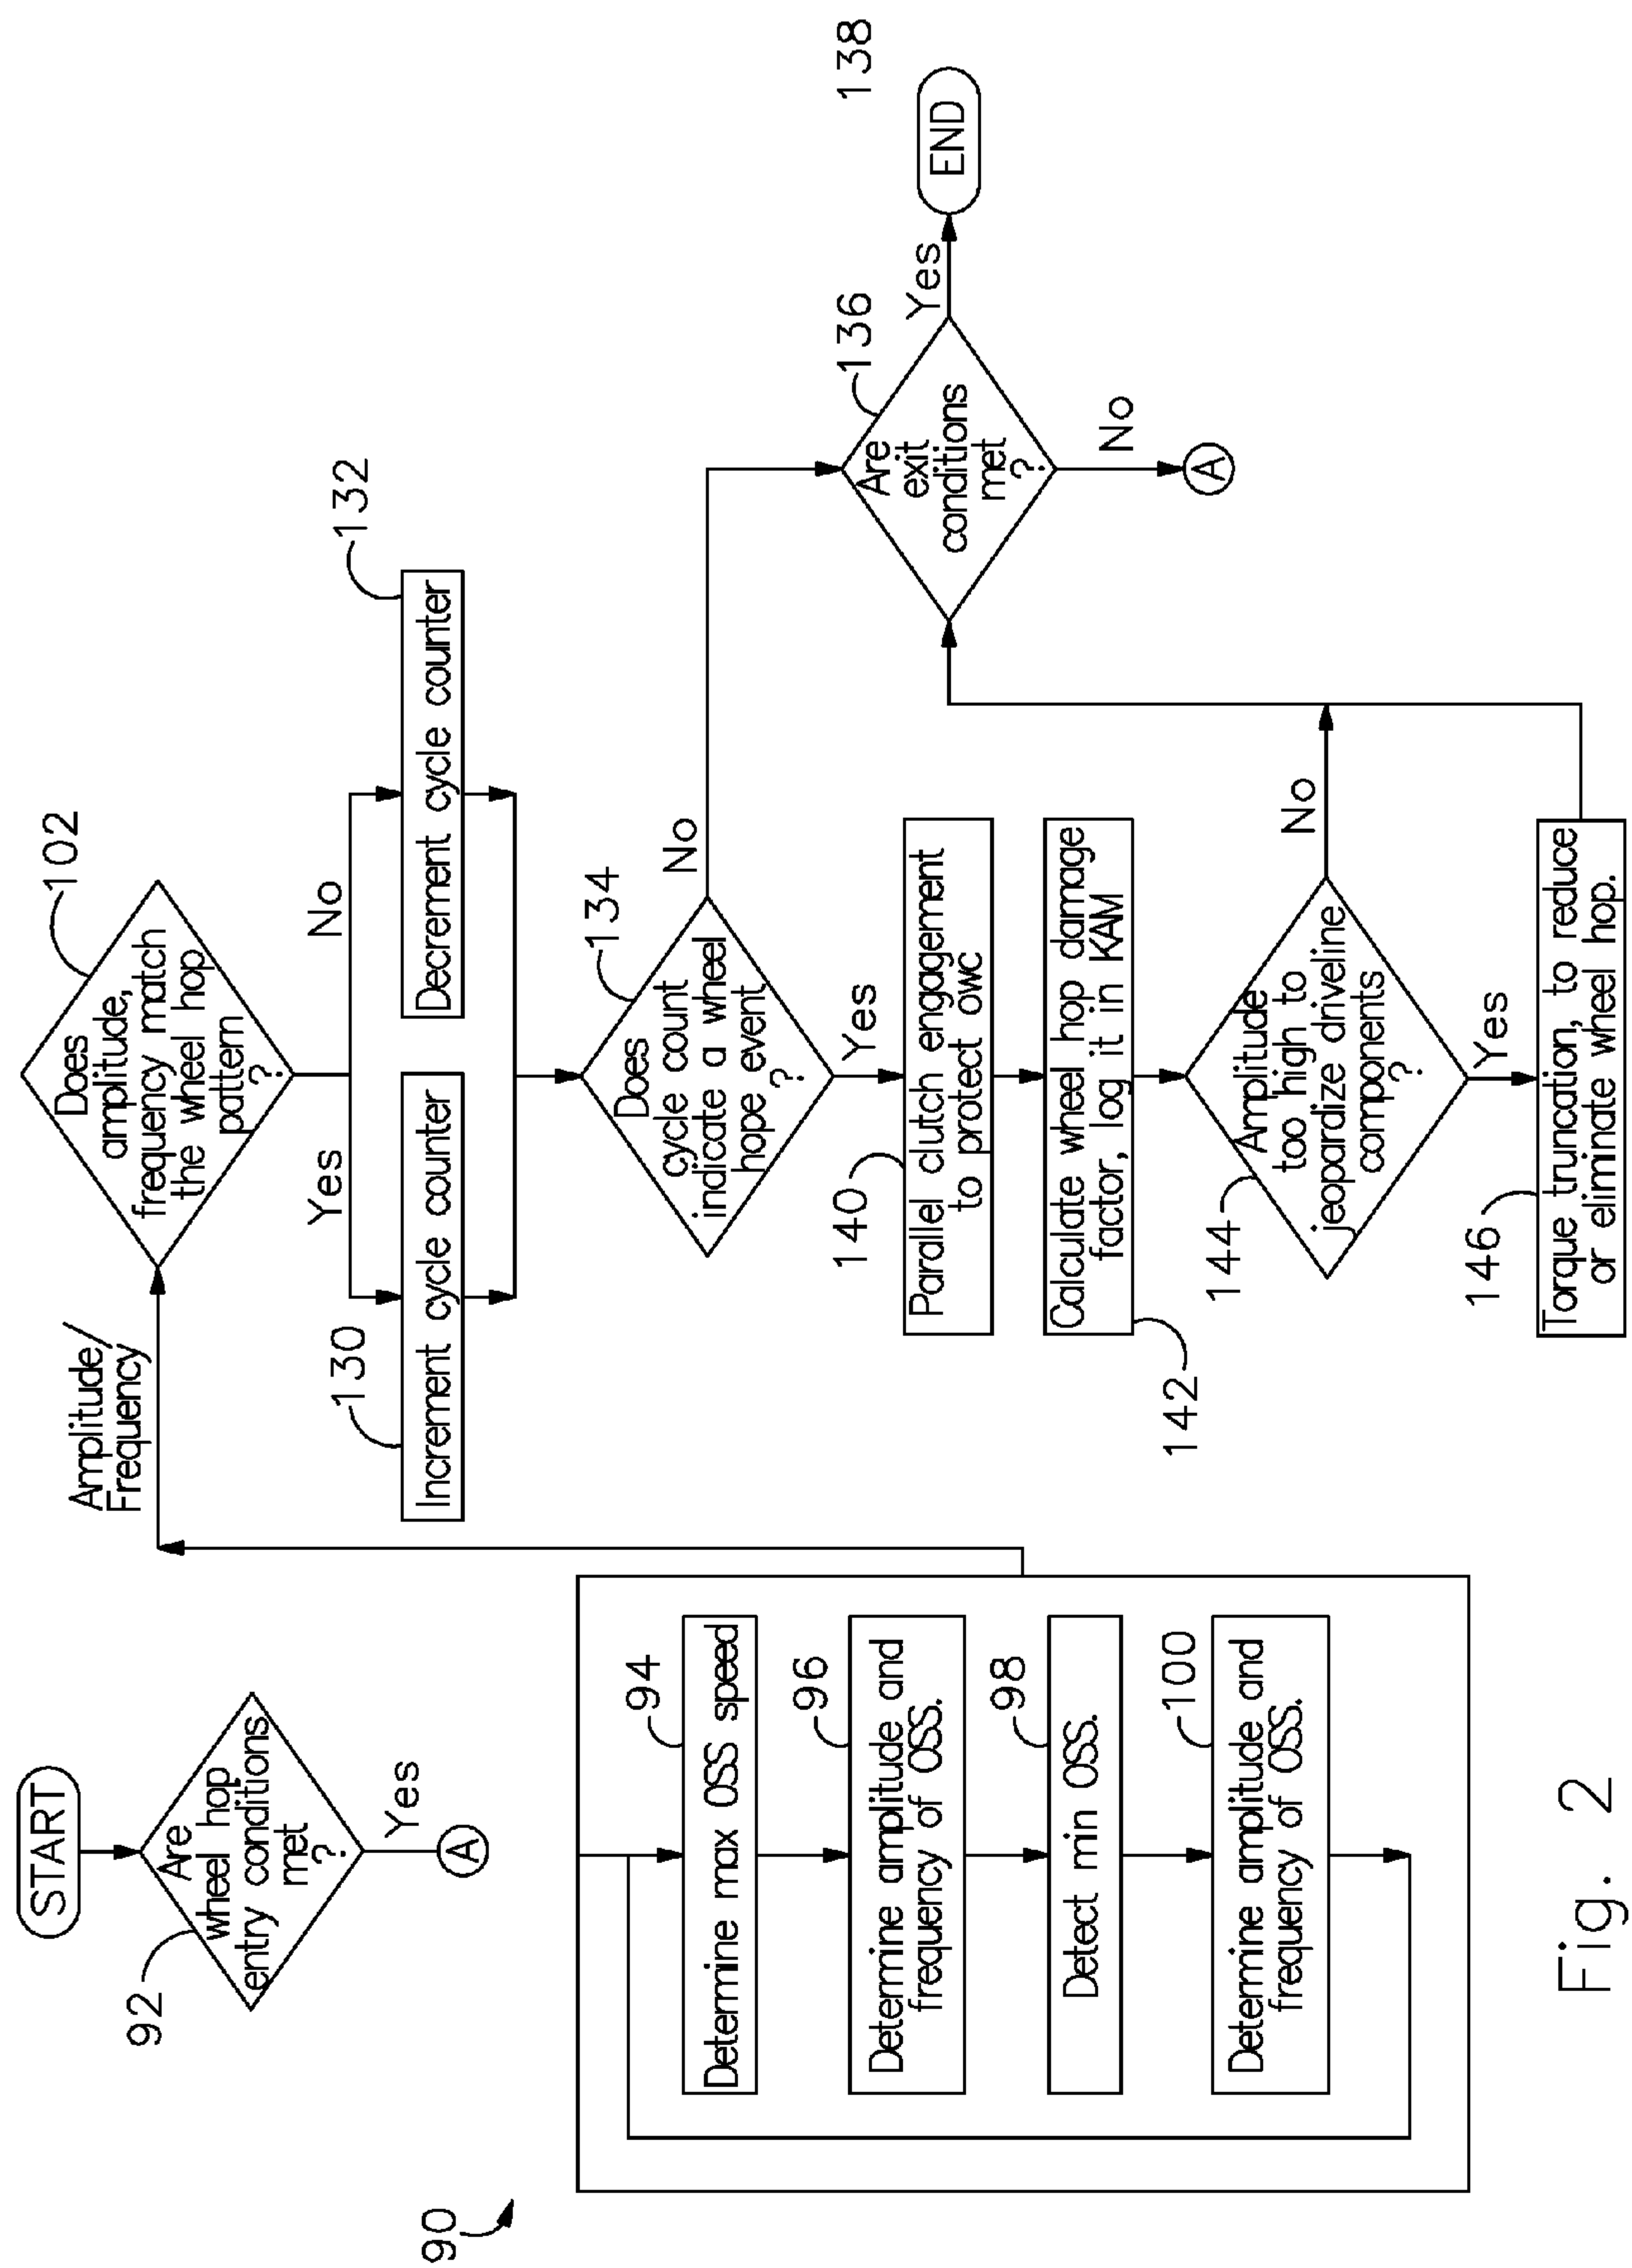 START
92
Are
wheel hop
entry conditions
met
?
Yes
A
90
94
Determine max OSS speed
96
Determine amplitude and
frequency of OSS.
98
Detect min OSS.
100
Determine amplitude and
frequency of OSS.
Amplitude/
Frequency
102
Does
amplitude,
frequency match
the wheel hop
pattern
?
Yes
No
130
Increment cycle counter
132
Decrement cycle counter
134
Does
cycle count
indicate a wheel
hope event
?
No
Yes
140
Parallel clutch engagement
to protect owc
142
Calculate wheel hop damage
factor, log it in KAM
144
Amplitude
too high to
jeopardize driveline
components
?
No
Yes
146
Torque truncation, to reduce
or eliminate wheel hop.
136
Are
exit
conditions
met
?
Yes
No
A
138
END
Fig. 2